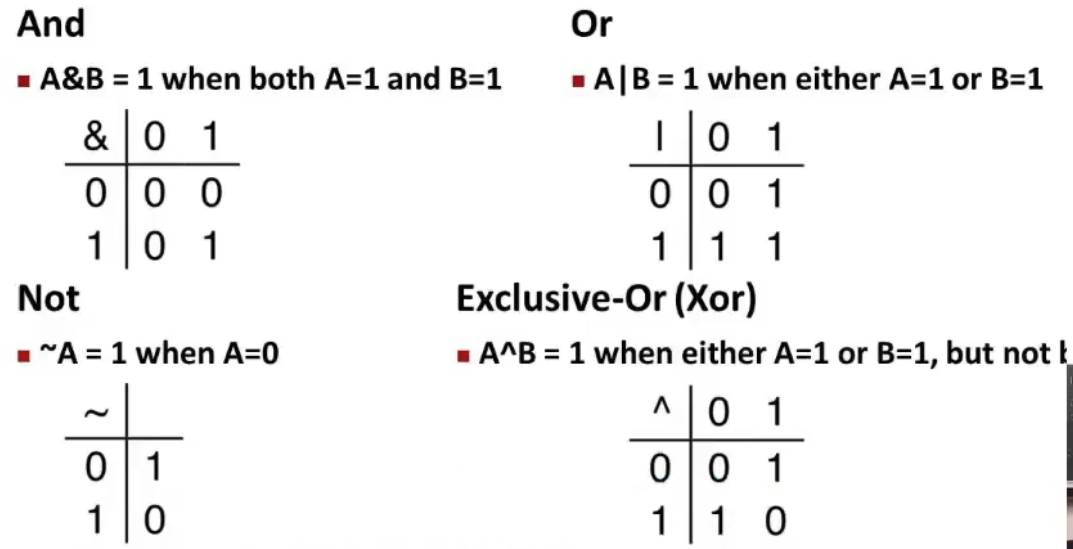 And
▪ A&B = 1 when both A=1 and B=1
& 0 1
0 0 0
1 0 1
Or
▪ A|B = 1 when either A=1 or B=1
| 0 1
0 0 1
1 1 1
Not
▪ ~A = 1 when A=0
~
0 1
1 0
Exclusive-Or (Xor)
▪ A^B = 1 when either A=1 or B=1, but not
^ 0 1
0 0 1
1 1 0